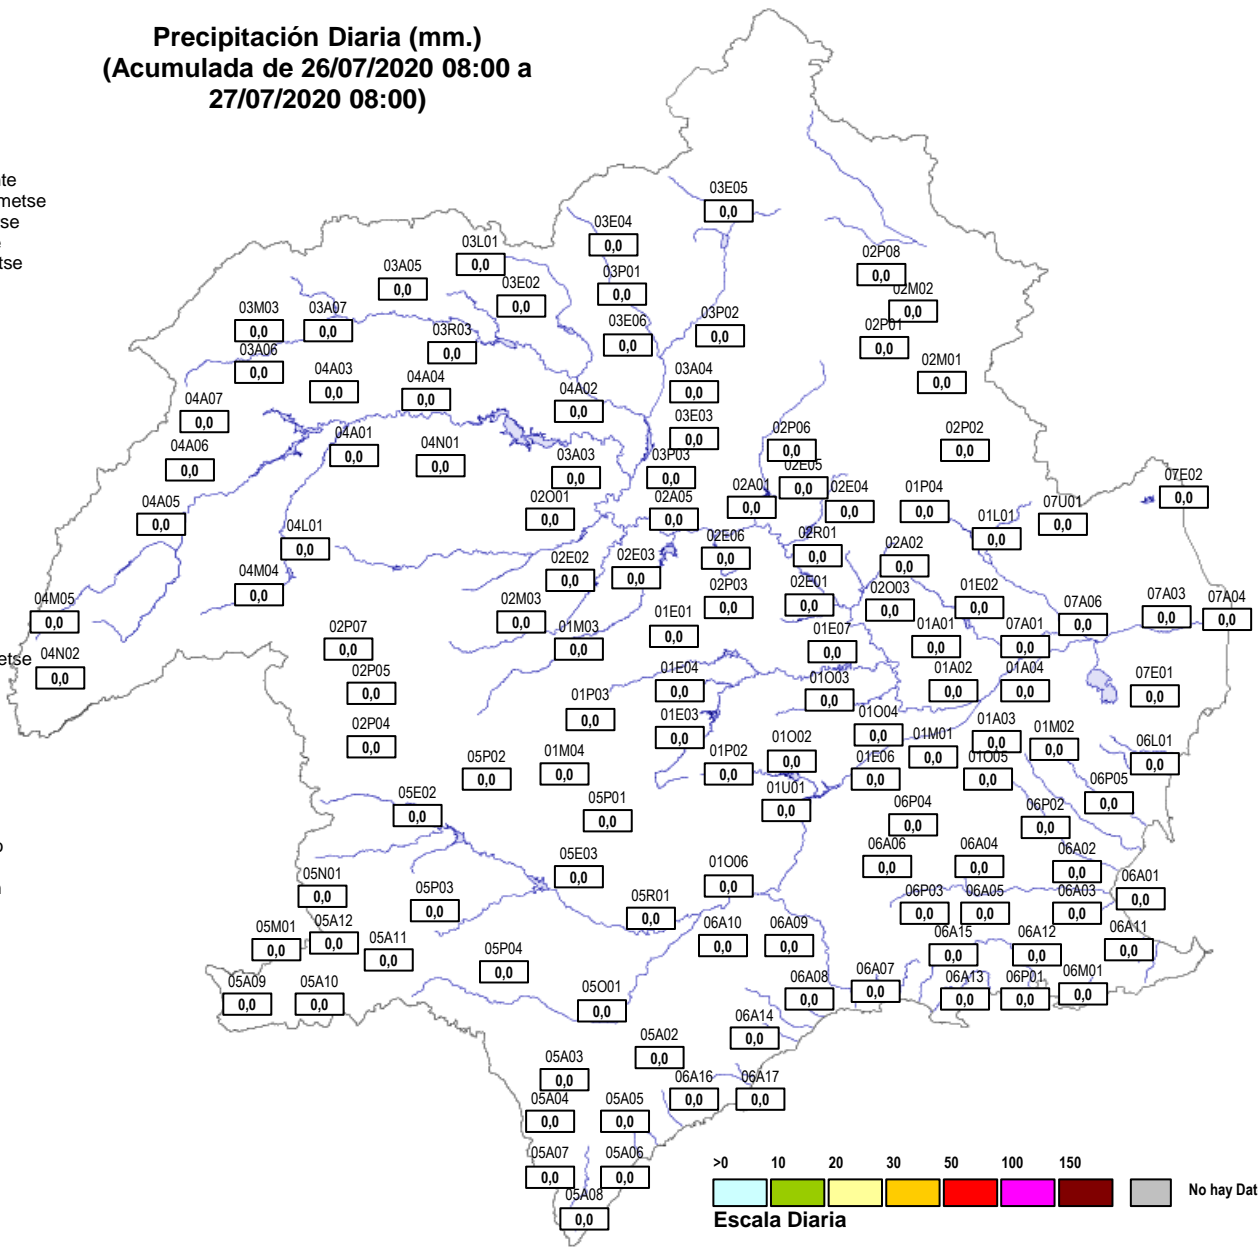 Precipitación Diaria (mm.)
(Acumulada de 26/07/2020 08:00 a
27/07/2020 08:00)
te
metse
se
tse
03E05
0,0
03E04
0,0
03L01
0,0
02P08
0,0
03A05
0,0
03P01
0,0
03E02
0,0
02M02
0,0
03M03
0,0
03A07
0,0
03P02
0,0
03E06
0,0
03R03
0,0
02P01
0,0
03A06
0,0
02M01
0,0
04A03
0,0
04A04
0,0
03A04
0,0
04A02
0,0
04A07
0,0
03E03
0,0
04A01
0,0
04N01
0,0
02P06
0,0
02P02
0,0
04A06
0,0
03A03
0,0
03P03
0,0
02E05
0,0
07E02
0,0
04A05
0,0
02O01
0,0
02A05
0,0
02A01
0,0
02E04
0,0
01P04
0,0
07U01
0,0
01L01
0,0
04L01
0,0
02E06
0,0
02R01
0,0
02A02
0,0
02E02
0,0
02E03
0,0
04M04
0,0
02P03
0,0
02E01
0,0
02O03
0,0
01E02
0,0
04M05
0,0
02M03
0,0
07A06
0,0
07A03
0,0
07A04
0,0
01E01
0,0
01M03
0,0
02P07
0,0
01E07
0,0
01A01
0,0
07A01
0,0
etse
04N02
0,0
02P05
0,0
01E04
0,0
01O03
0,0
01A02
0,0
01A04
0,0
07E01
0,0
01P03
0,0
01E03
0,0
02P04
0,0
01O04
0,0
01A03
0,0
01M02
0,0
05P02
0,0
01M04
0,0
01P02
0,0
01O02
0,0
01M01
0,0
01E06
0,0
01O05
0,0
06L01
0,0
05E02
0,0
05P01
0,0
01U01
0,0
06P04
0,0
06P02
0,0
06P05
0,0
o
05E03
0,0
01O06
0,0
06A06
0,0
06A04
0,0
06A02
0,0
05N01
0,0
05P03
0,0
05R01
0,0
06P03
0,0
06A05
0,0
06A03
0,0
06A01
0,0
05M01
0,0
05A12
0,0
05A11
0,0
05P04
0,0
06A10
0,0
06A09
0,0
06A15
0,0
06A12
0,0
06A11
0,0
05A09
0,0
05A10
0,0
05O01
0,0
06A08
0,0
06A07
0,0
06A13
0,0
06P01
0,0
06M01
0,0
05A02
0,0
06A14
0,0
05A03
0,0
06A16
0,0
06A17
0,0
05A04
0,0
05A05
0,0
05A07
0,0
05A06
0,0
05A08
0,0
>0 10 20 30 50 100 150
No hay Dat
Escala Diaria